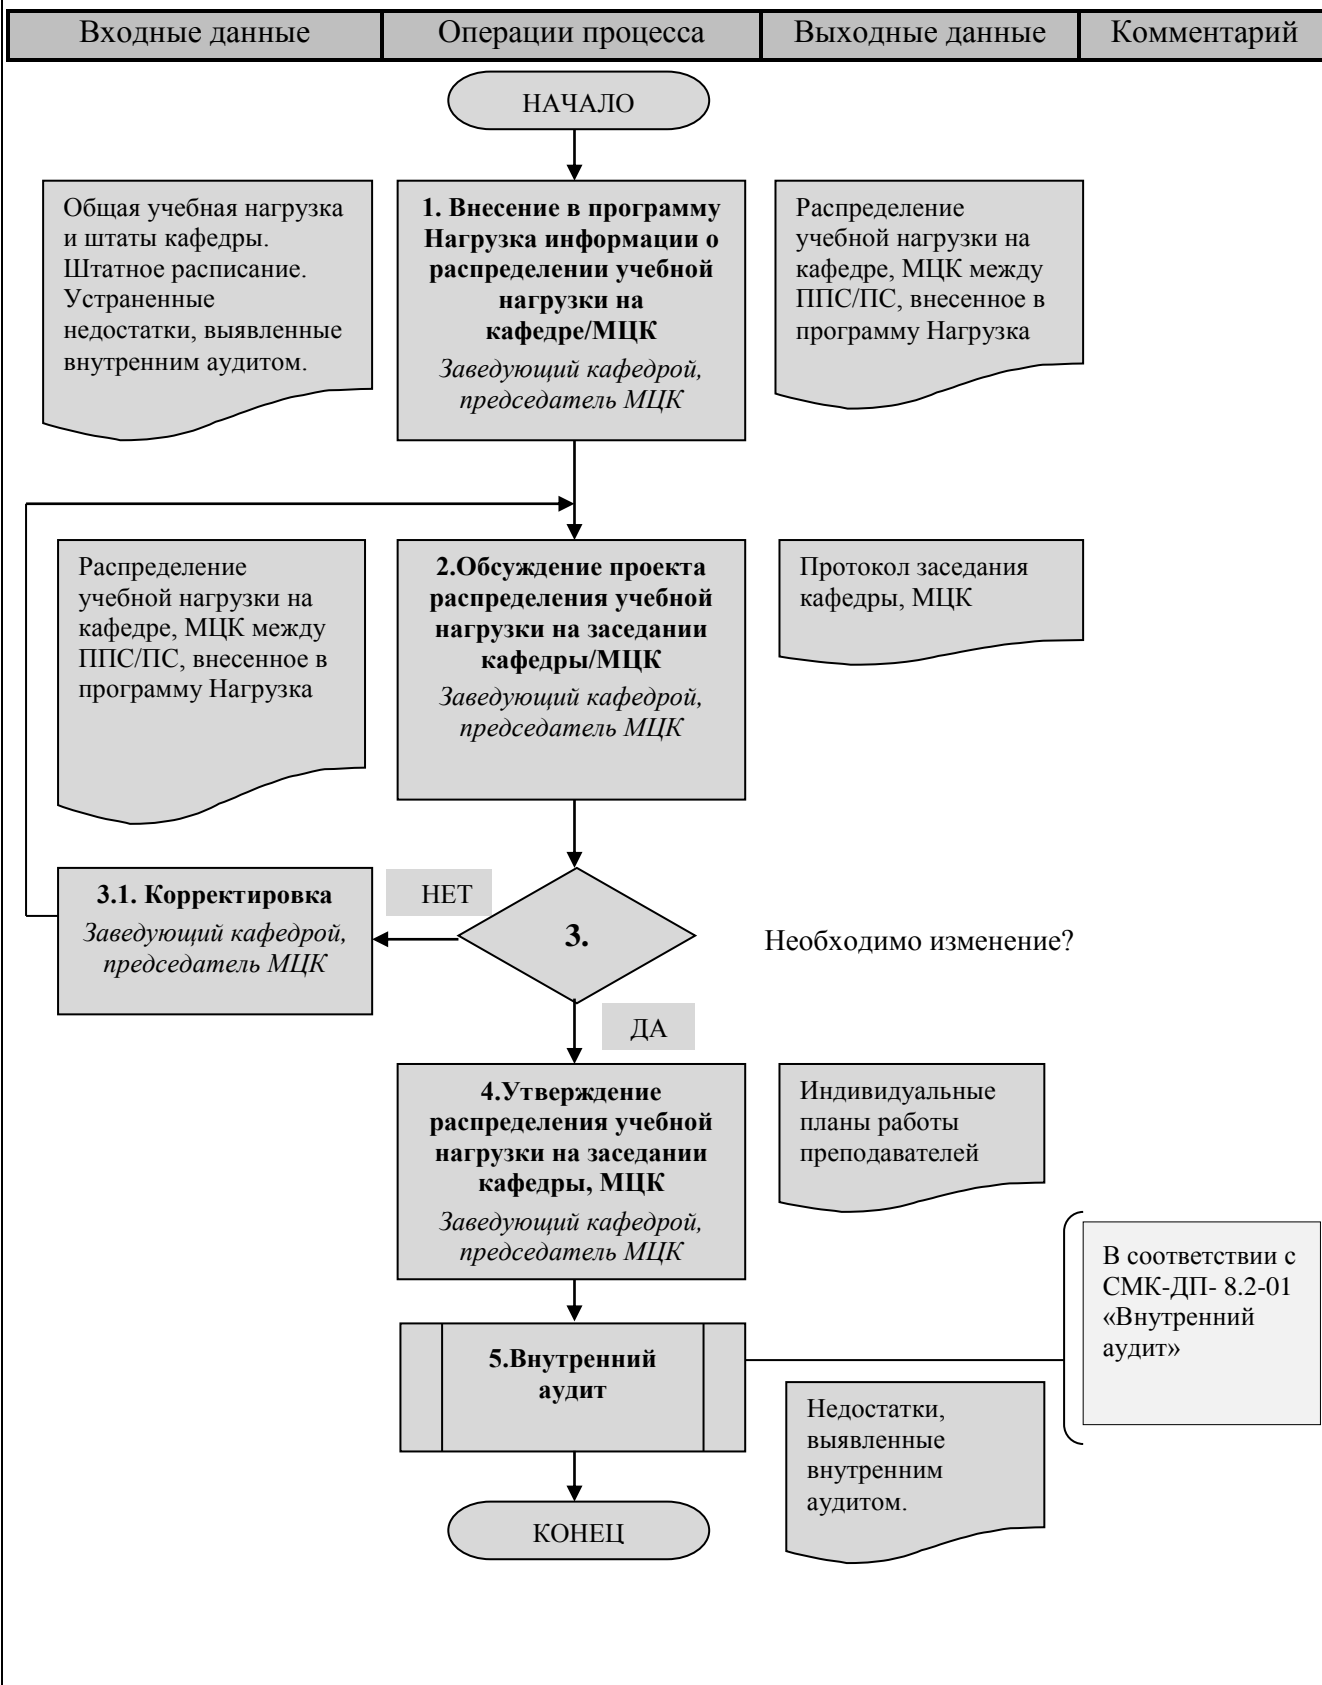 Входные данные
Операции процесса
Выходные данные
Комментарий
НАЧАЛО
Общая учебная нагрузка
и штаты кафедры.
Штатное расписание.
Устраненные
недостатки, выявленные
внутренним аудитом.
1. Внесение в программу
Нагрузка информации о
распределении учебной
нагрузки на
кафедре/МЦК
Заведующий кафедрой,
председатель МЦК
Распределение
учебной нагрузки на
кафедре, МЦК между
ППС/ПС, внесенное в
программу Нагрузка
Распределение
учебной нагрузки на
кафедре, МЦК между
ППС/ПС, внесенное в
программу Нагрузка
2.Обсуждение проекта
распределения учебной
нагрузки на заседании
кафедры/МЦК
Заведующий кафедрой,
председатель МЦК
Протокол заседания
кафедры, МЦК
3.1. Корректировка
Заведующий кафедрой,
председатель МЦК
НЕТ
3.
Необходимо изменение?
ДА
4.Утверждение
распределения учебной
нагрузки на заседании
кафедры, МЦК
Заведующий кафедрой,
председатель МЦК
Индивидуальные
планы работы
преподавателей
В соответствии с
СМК-ДП- 8.2-01
«Внутренний
аудит»
5.Внутренний
аудит
Недостатки,
выявленные
внутренним
аудитом.
КОНЕЦ